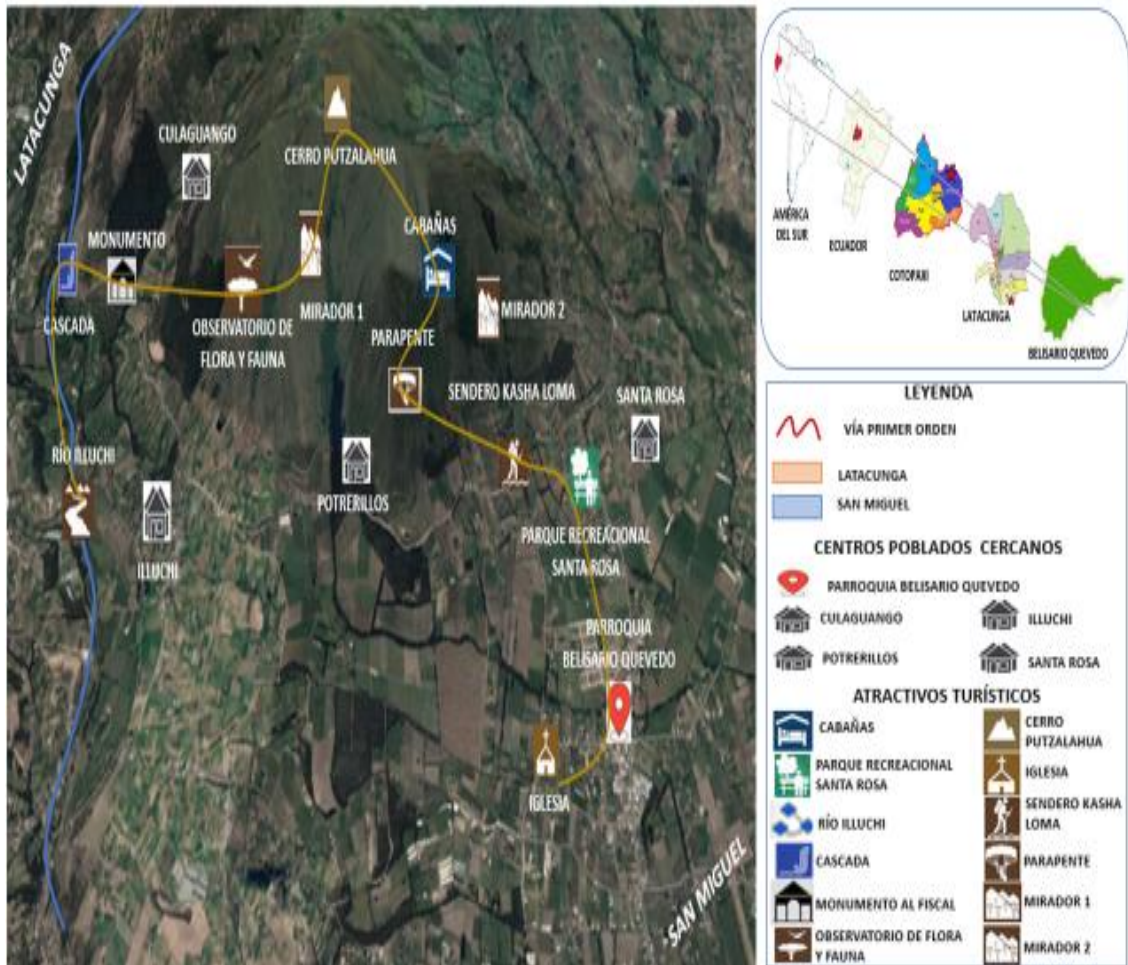 LATACUNGA
CULAGUANGO
CERRO PUTZALAHUA
MONUMENTO
CABAÑAS
CASCADA
OBSERVATORIO DE
FLORA Y FAUNA
MIRADOR 1
MIRADOR 2
PARAPENTE
SENDERO KASHA LOMA
SANTA ROSA
RÍO ILLUCHI
ILLUCHI
POTRERILLOS
PARQUE RECREACIONAL
SANTA ROSA
PARROQUIA
BELISARIO QUEVEDO
IGLESIA
SAN MIGUEL
AMÉRICA
DEL SUR
ECUADOR
COTOPAXI
LATACUNGA
BELISARIO QUEVEDO
LEYENDA
VÍA PRIMER ORDEN
LATACUNGA
SAN MIGUEL
CENTROS POBLADOS CERCANOS
PARROQUIA BELISARIO QUEVEDO
CULAGUANGO
ILLUCHI
POTRERILLOS
SANTA ROSA
ATRACTIVOS TURÍSTICOS
CABAÑAS
CERRO
PUTZALAHUA
PARQUE RECREACIONAL
SANTA ROSA
IGLESIA
RÍO ILLUCHI
SENDERO KASHA
LOMA
CASCADA
PARAPENTE
MONUMENTO AL FISCAL
MIRADOR 1
OBSERVATORIO DE FLORA
Y FAUNA
MIRADOR 2